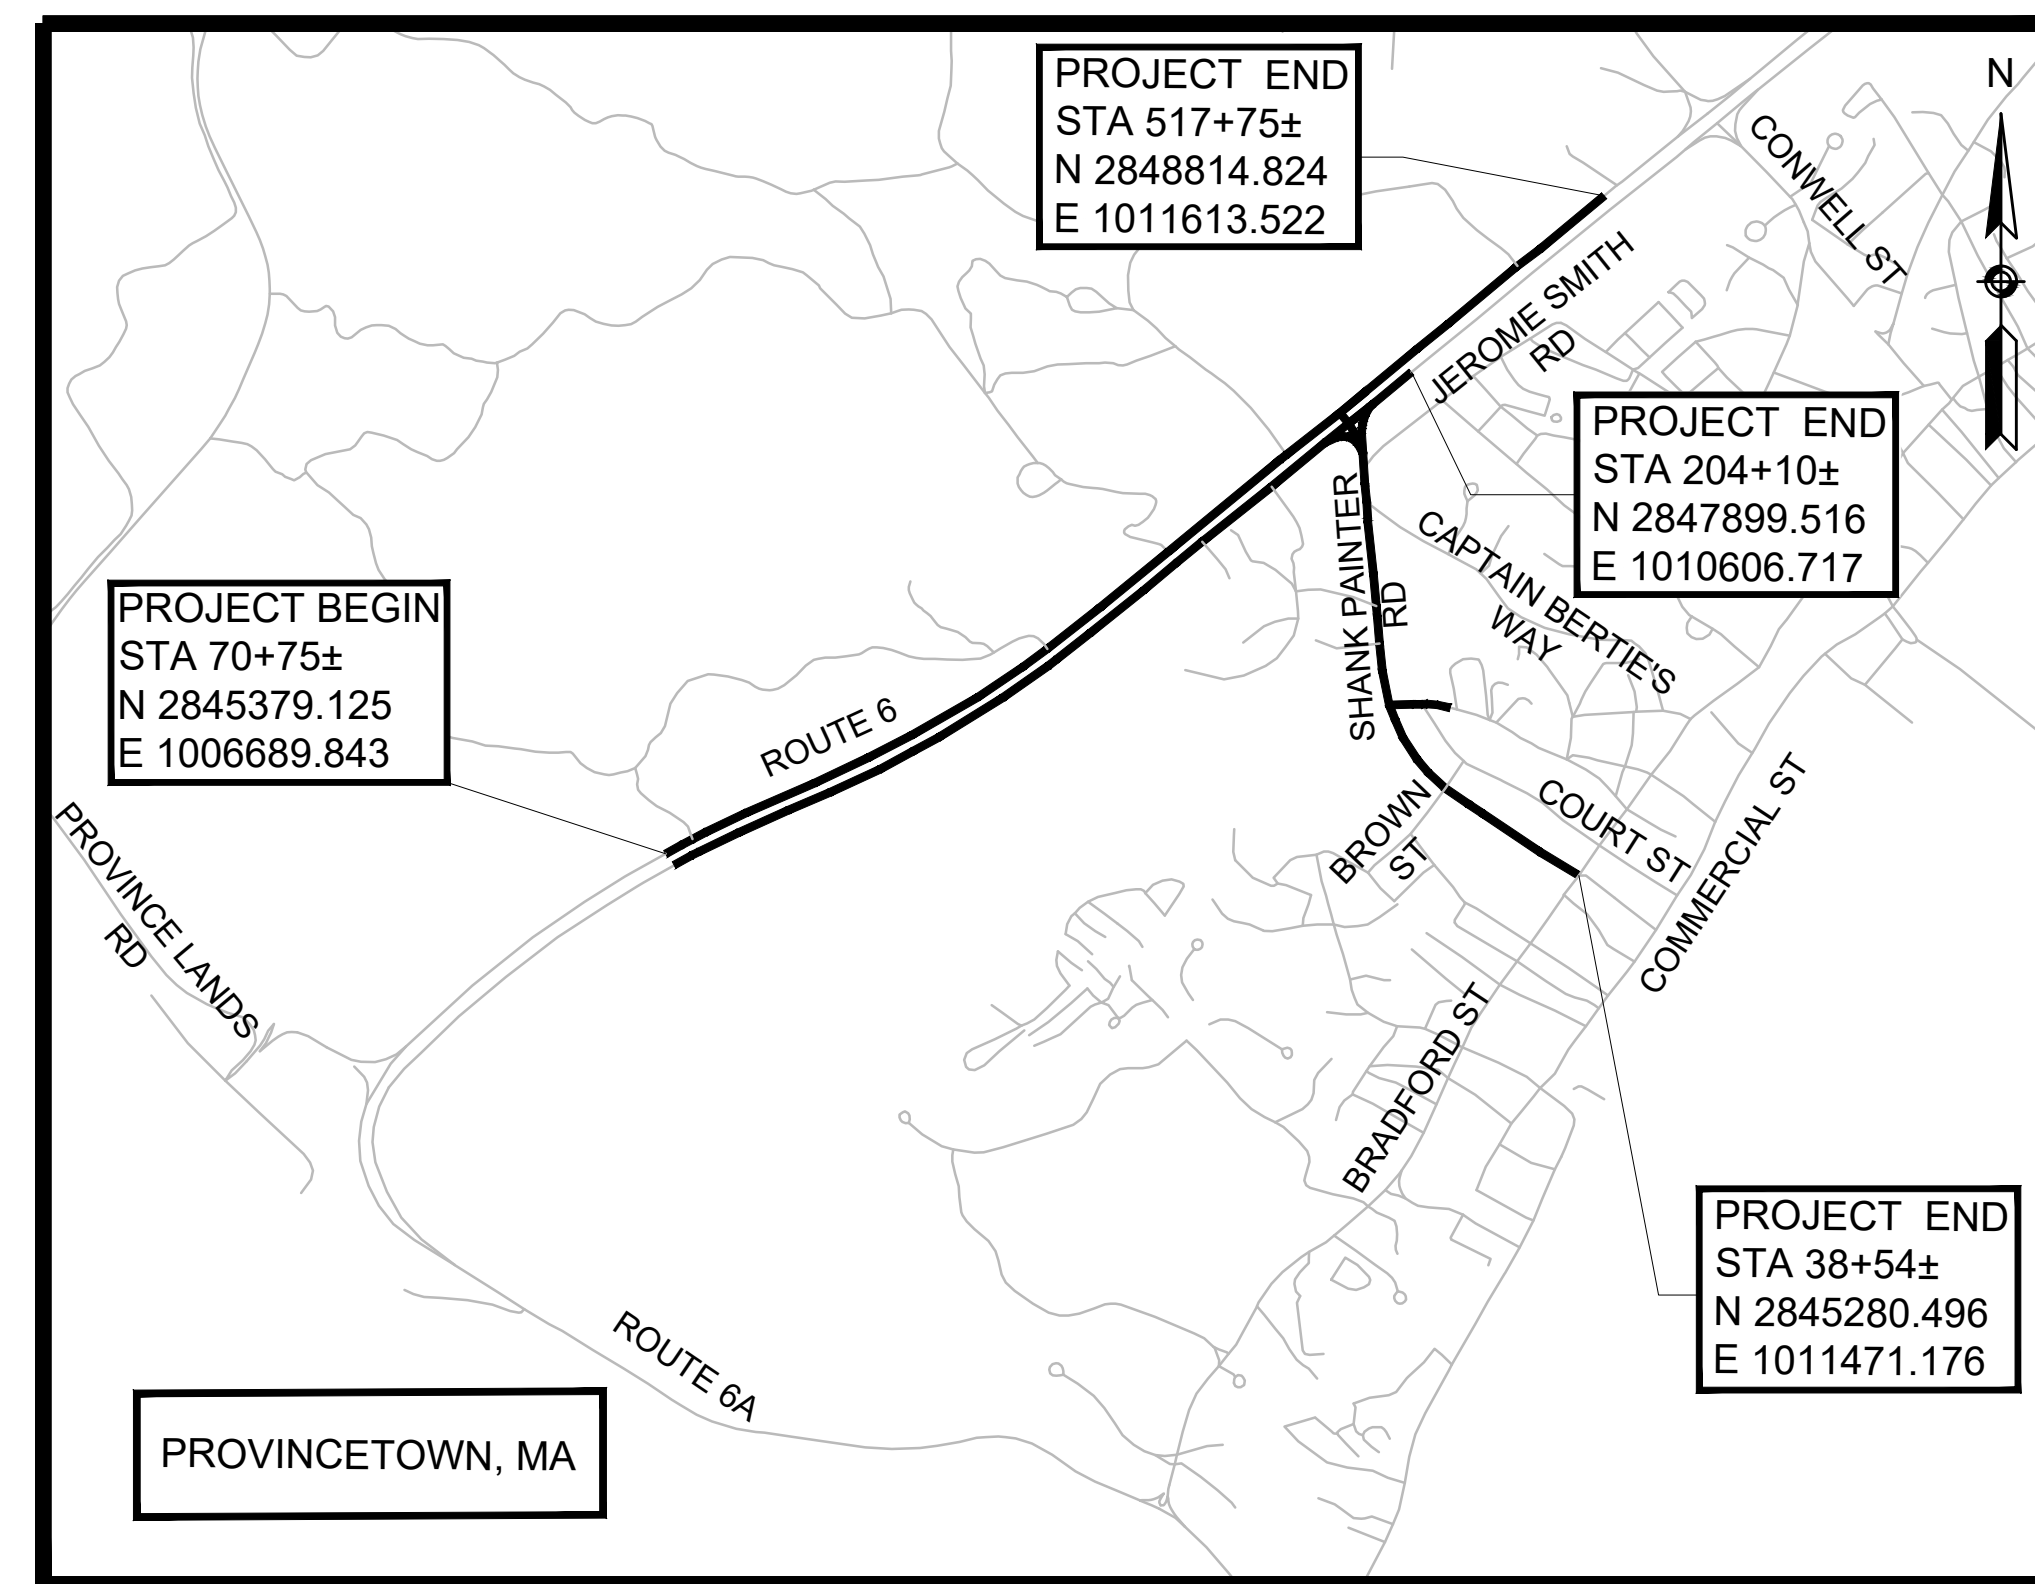 PROJECT END
STA 517+75±
N 2848814.824
E 1011613.522
N
CONWELL ST
JEROME SMITH
RD
PROJECT END
STA 204+10±
N 2847899.516
E 1010606.717
SHANK PAINTER
RD
CAPTAIN BERTIE'S
WAY
PROJECT BEGIN
STA 70+75±
N 2845379.125
E 1006689.843
ROUTE 6
PROVINCE LANDS
RD
BROWN
ST
COURT ST
COMMERCIAL ST
BRADFORD ST
PROJECT END
STA 38+54±
N 2845280.496
E 1011471.176
ROUTE 6A
PROVINCETOWN, MA